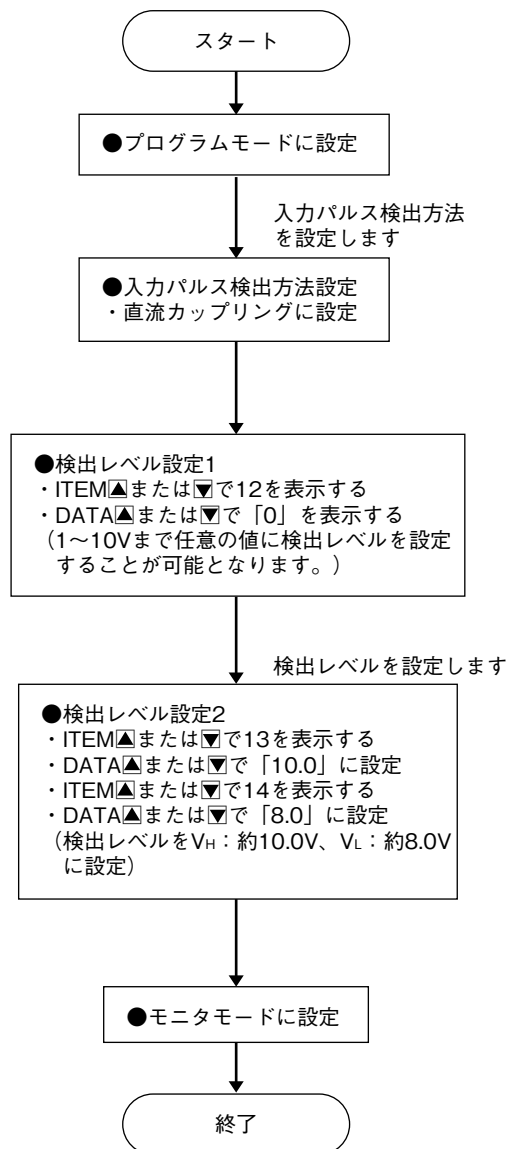 スタート
●プログラムモードに設定
入力パルス検出方法
を設定します
●入力パルス検出方法設定
・直流カップリングに設定
●検出レベル設定1
・ITEM▲または▼で12を表示する
・DATA▲または▼で「0」を表示する
（1～10Vまで任意の値に検出レベルを設定
することが可能となります。）
検出レベルを設定します
●検出レベル設定2
・ITEM▲または▼で13を表示する
・DATA▲または▼で「10.0」に設定
・ITEM▲または▼で14を表示する
・DATA▲または▼で「8.0」に設定
（検出レベルをVH：約10.0V、VL：約8.0V
に設定）
●モニタモードに設定
終了